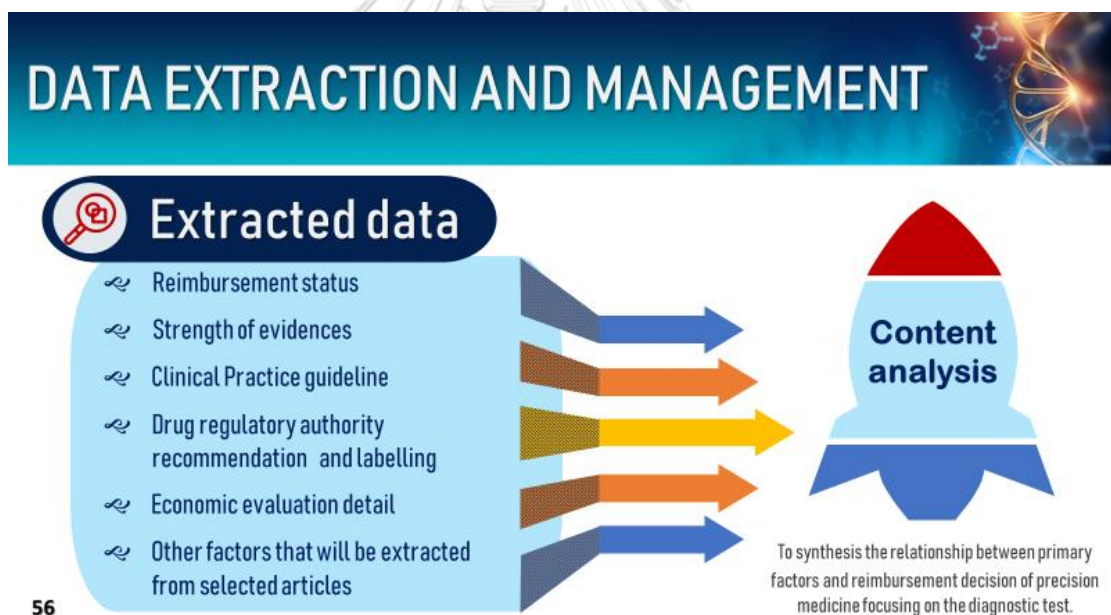 DATA EXTRACTION AND MANAGEMENT
Extracted data
Reimbursement status
Strength of evidences
Clinical Practice guideline
Drug regulatory authority
recommendation and labelling
Economic evaluation detail
Other factors that will be extracted
from selected articles
Content
analysis
To synthesis the relationship between primary
factors and reimbursement decision of precision
medicine focusing on the diagnostic test.
56